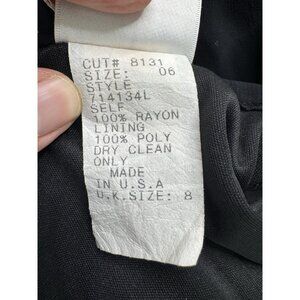 CUT# 8131
SIZE: 06
STYLE
714134L
SELF
100% RAYON
LINING
100% POLY
DRY CLEAN
ONLY
MADE
IN U.S.A
U.K.SIZE: 8